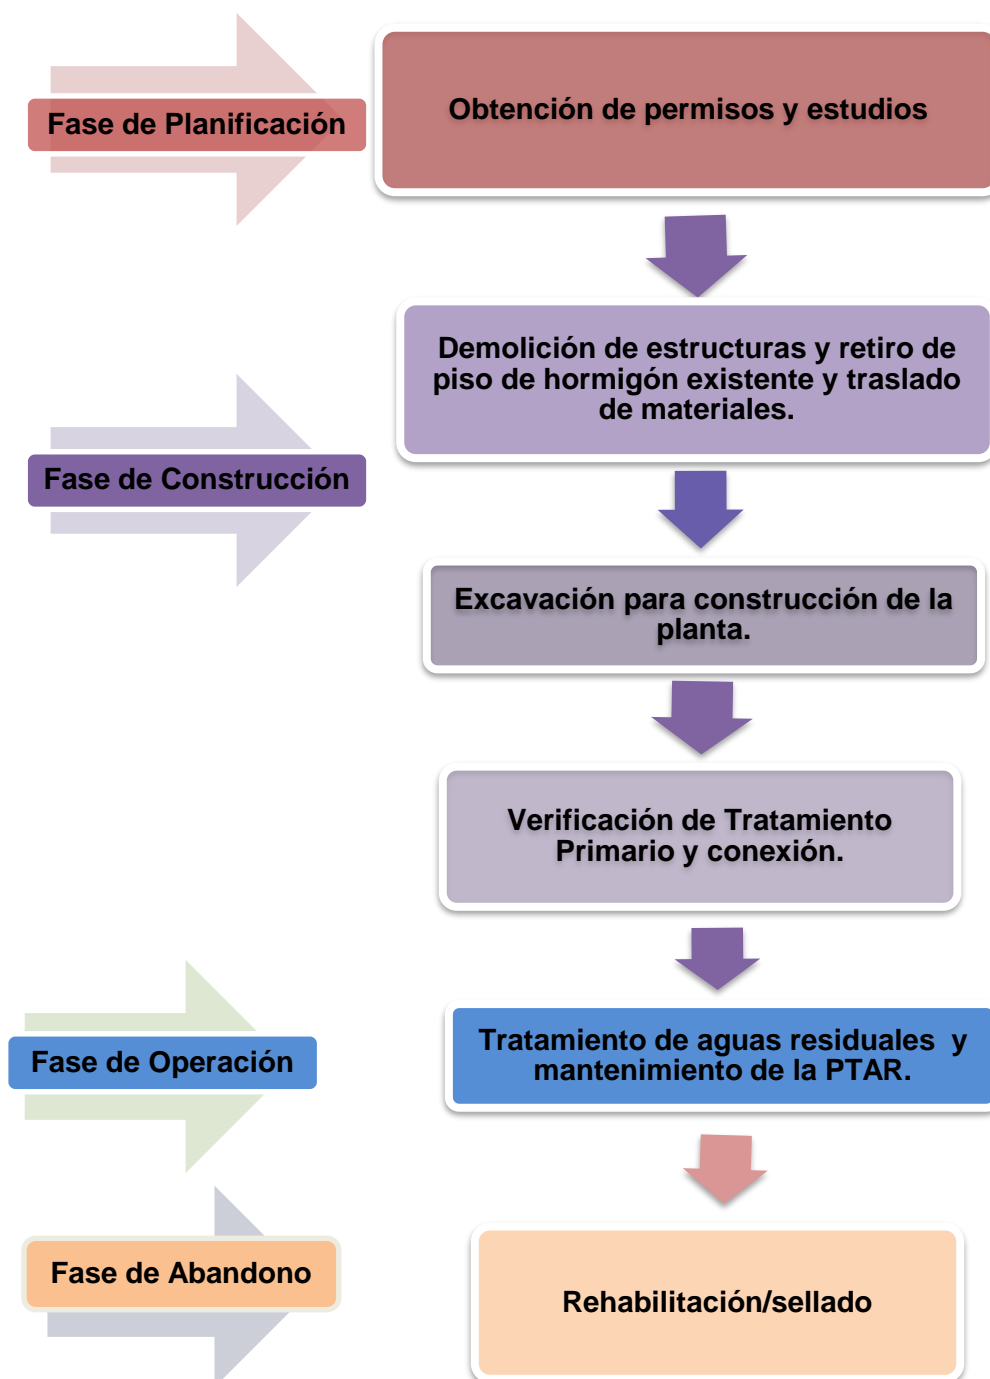 Fase de Planificación
Obtención de permisos y estudios
Demolición de estructuras y retiro de
piso de hormigón existente y traslado
de materiales.
Fase de Construcción
Excavación para construcción de la
planta.
Verificación de Tratamiento
Primario y conexión.
Fase de Operación
Tratamiento de aguas residuales  y
mantenimiento de la PTAR.
Fase de Abandono
Rehabilitación/sellado